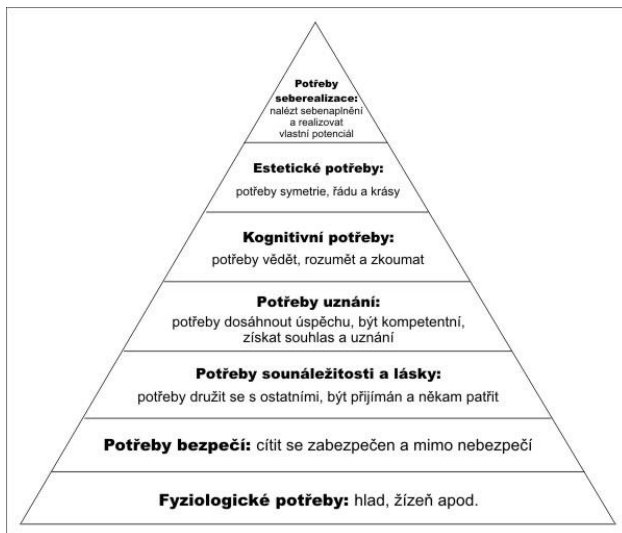 Potřeby
seberealizace:
nalézt sebenaplnění
a realizovat
vlastní potenciál
Estetické potřeby:
potřeby symetrie, řádu a krásy
Kognitivní potřeby:
potřeby vědět, rozumět a zkoumat
Potřeby uznání:
potřeby dosáhnout úspěchu, být kompetentní,
získat souhlas a uznání
Potřeby sounáležitosti a lásky:
potřeby družit se s ostatními, být přijímán a někam patřit
Potřeby bezpečí: cítit se zabezpečen a mimo nebezpečí
Fyziologické potřeby: hlad, žízeň apod.